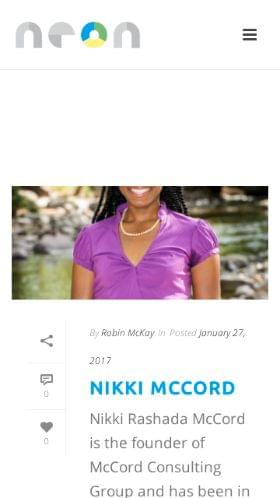 neon
By Robin McKay In Posted January 27,
2017
0
0
NIKKI MCCORD
Nikki Rashada McCord
is the founder of
McCord Consulting
Group and has been in